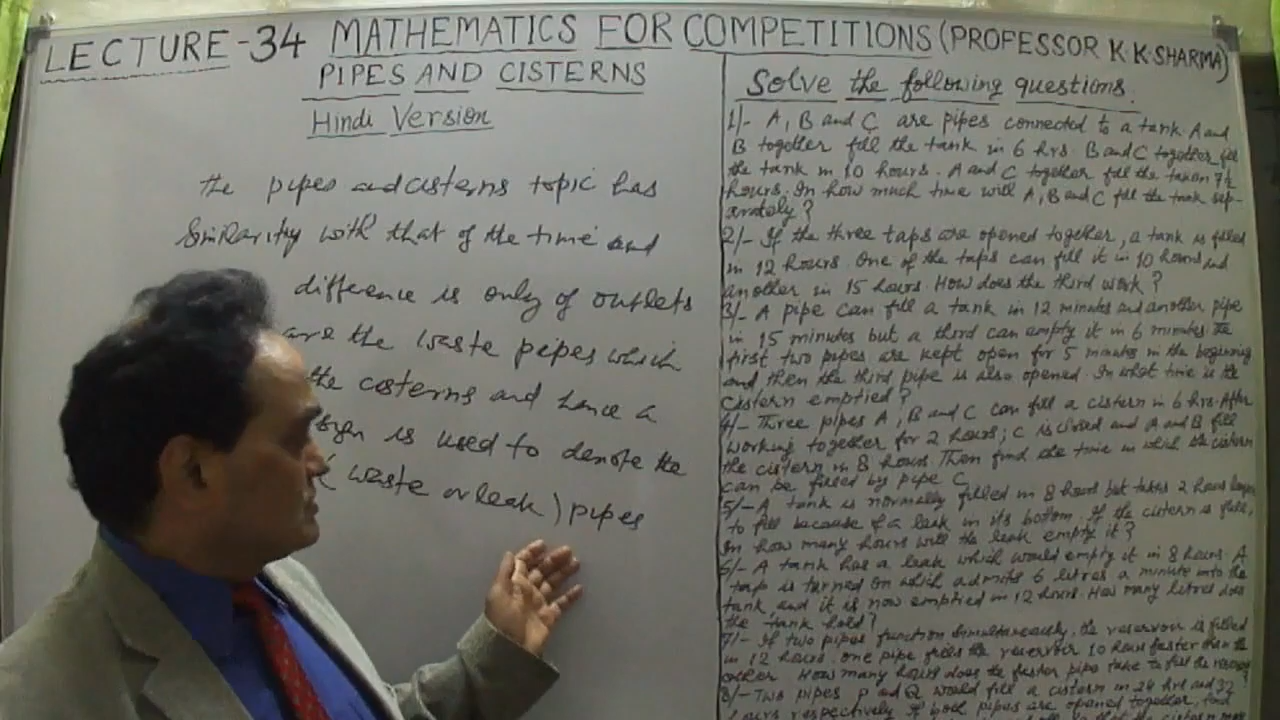 LECTURE-34 MATHEMATICS FOR COMPETITIONS (PROFESSOR K K SHARMA)
PIPES AND CISTERNS
Hindi Version
the pipes and cisterns topic has
Similarity with that of the time and
difference is only of outlets
are the waste pipes which
the cisterns and hence a
sign is used to denote the
( waste or leak ) pipes
Solve the following questions.
1/- A, B and C are pipes connected to a tank. A and
B together fill the tank in 6 hrs. B and C together fill
the tank in 10 hours. A and C together fill the tank in 7½
hours. In how much time will A, B and C fill the tank sep-
arately?
2/- If the three taps are opened together, a tank is filled
in 12 hours. One of the taps can fill it in 10 hours and
another in 15 hours. How does the third work?
3/- A pipe can fill a tank in 12 minutes and another pipe
in 15 minutes but a third can empty it in 6 minutes. The
first two pipes are kept open for 5 minutes in the beginning
and then the third pipe is also opened. In what time is the
cistern emptied?
4/- Three pipes A, B and C can fill a cistern in 6 hrs. After
working together for 2 hours; C is closed and A and B fill
the cistern in 8 hours. Then find the time in which the cistern
can be filled by pipe C.
5/- A tank is normally filled in 8 hours but takes 2 hours longer
to fill because of a leak in its bottom. If the cistern is full,
In how many hours will the leak empty it?
6/- A tank has a leak which would empty it in 8 hours. A
tap is turned on which admits 6 litres a minute into the
tank, and it is now emptied in 12 hours. How many litres does
the tank hold?
7/- If two pipes function simultaneously, the reservoir is filled
in 12 hours. one pipe fills the reservoir 10 hours faster than the
other. How many hours does the faster pipe take to fill the reservoir?
8/- Two pipes P and Q would fill a cistern in 24 hrs and 32
hours respectively. If both pipes are opened together, find